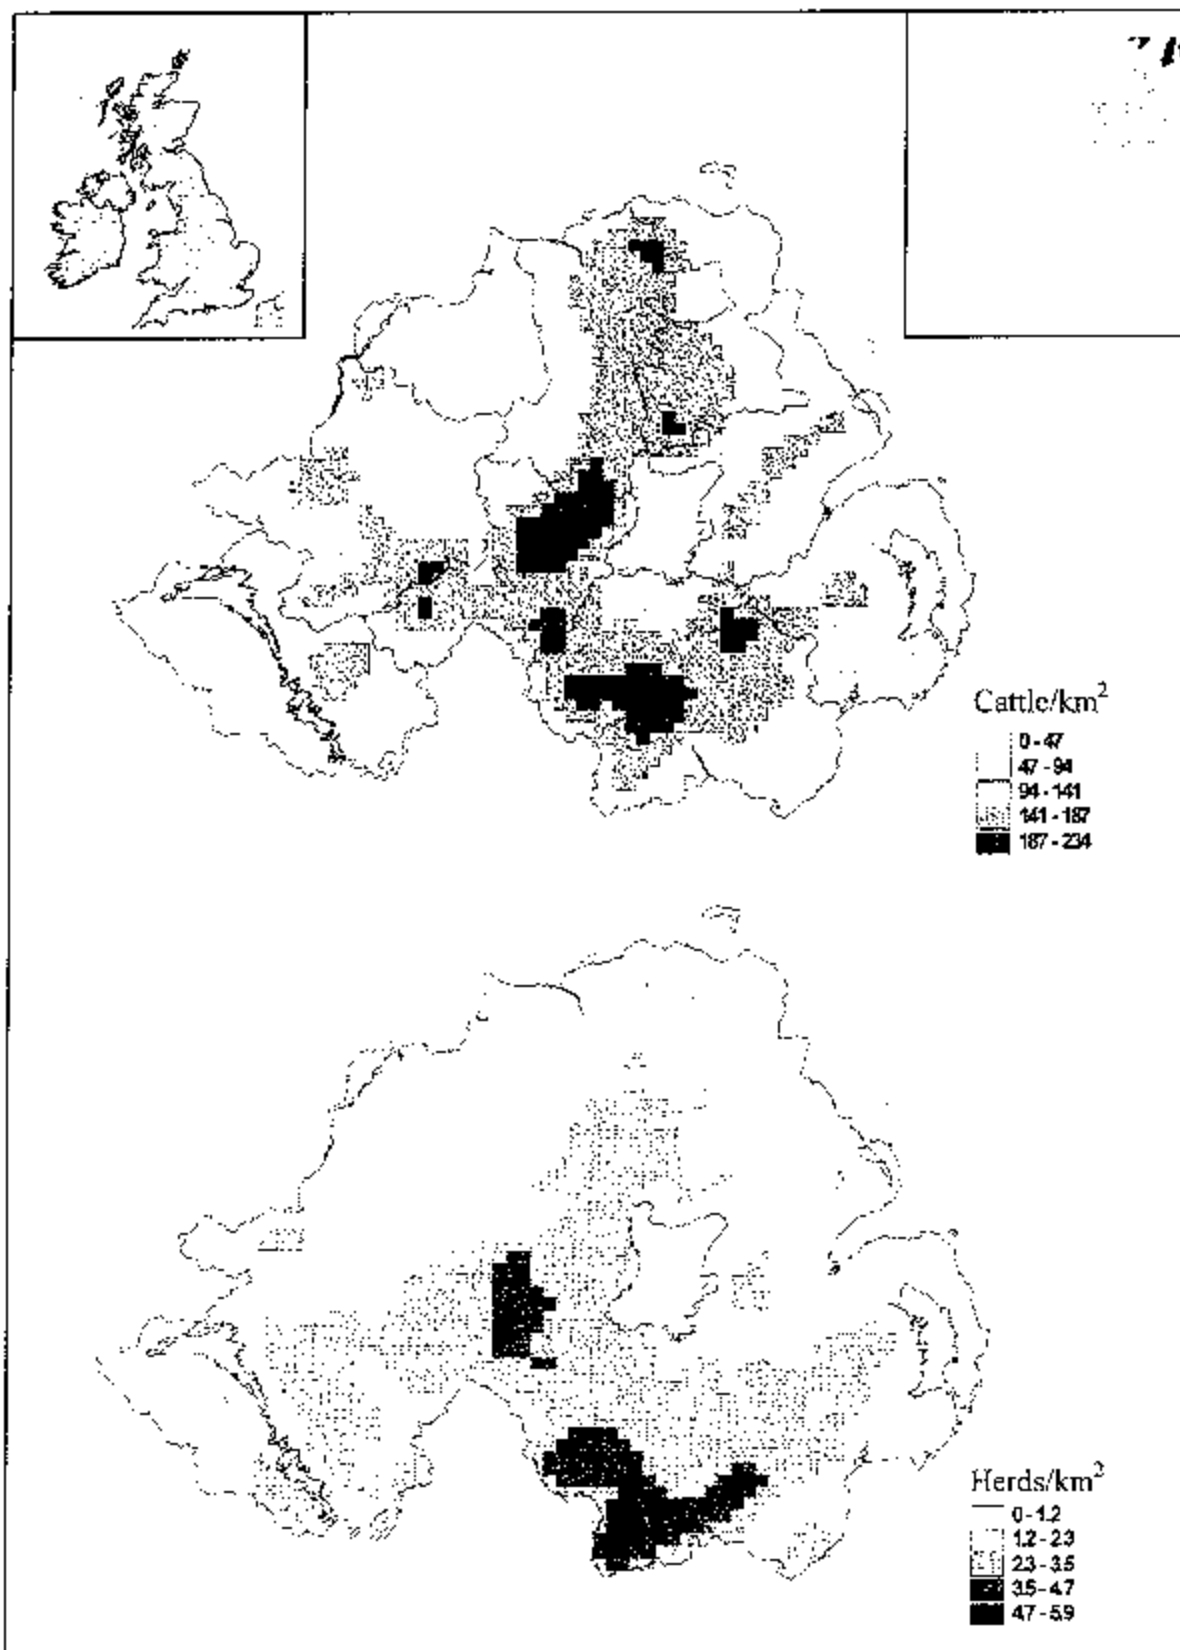 Cattle/km²
0 - 47
47 - 94
94 - 141
141 - 187
187 - 234
Herds/km²
0 - 1.2
1.2 - 2.3
2.3 - 3.5
3.5 - 4.7
4.7 - 5.9